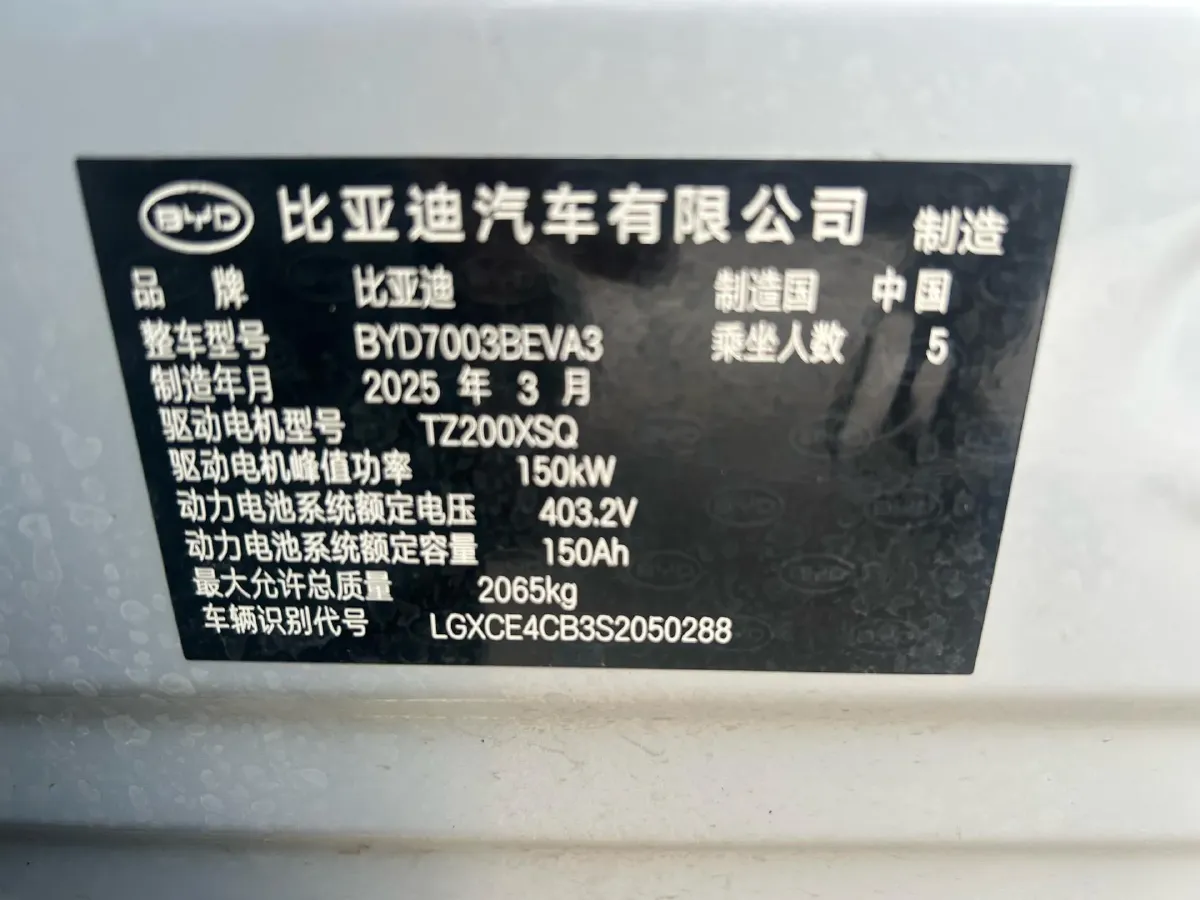 BYD 比亚迪汽车有限公司 制造
品 牌 比亚迪 制造国 中国
整车型号 BYD7003BEVA3 乘坐人数 5
制造年月 2025 年 3 月
驱动电机型号 TZ200XSQ
驱动电机峰值功率 150kW
动力电池系统额定电压 403.2V
动力电池系统额定容量 150Ah
最大允许总质量 2065kg
车辆识别代号 LGXCE4CB3S2050288